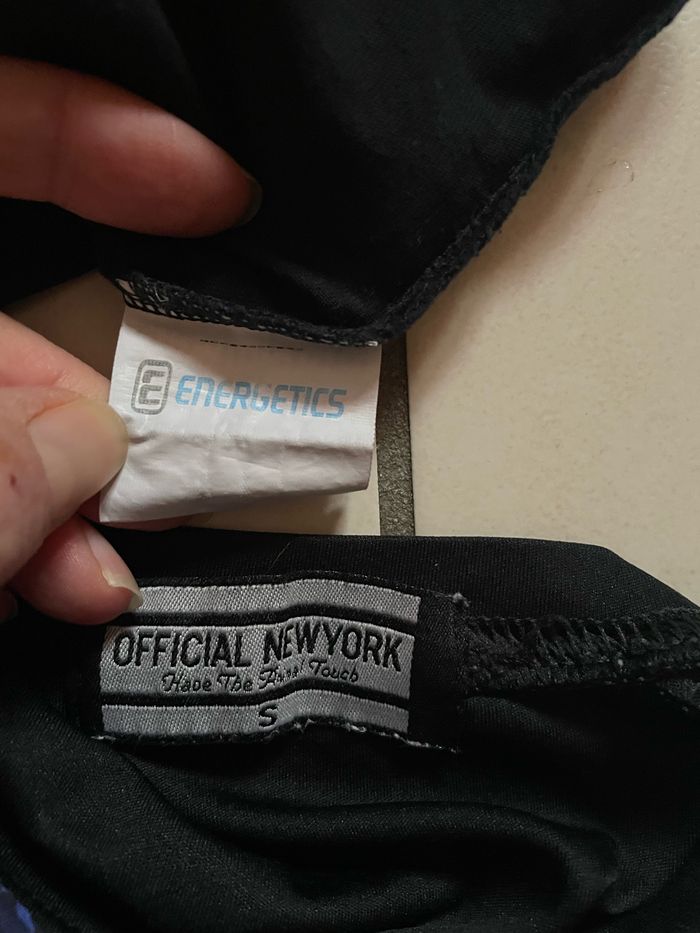 E ENERGETICS
OFFICIAL NEWYORK
Have The Touch
S